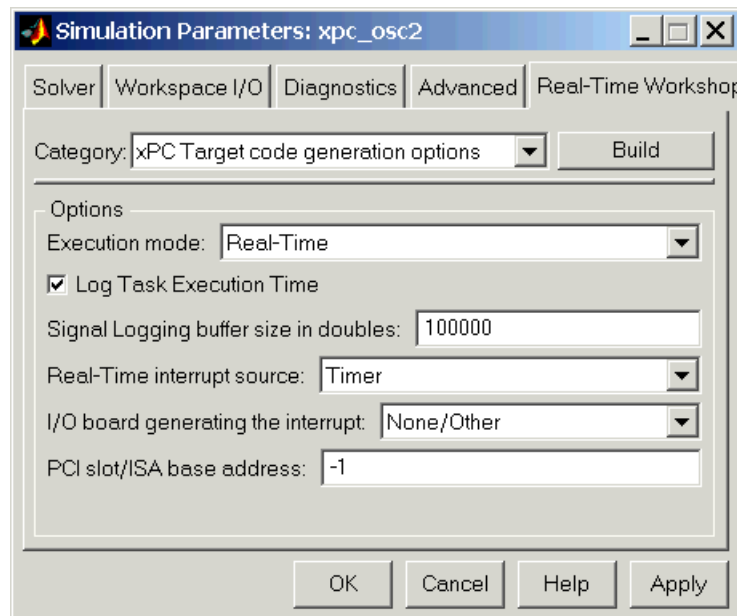 Simulation Parameters: xpc_osc2
Solver Workspace I/O Diagnostics Advanced Real-Time Workshop
Category: xPC Target code generation options Build
Options
Execution mode: Real-Time
Log Task Execution Time
Signal Logging buffer size in doubles: 100000
Real-Time interrupt source: Timer
I/O board generating the interrupt: None/Other
PCI slot/ISA base address: -1
OK Cancel Help Apply